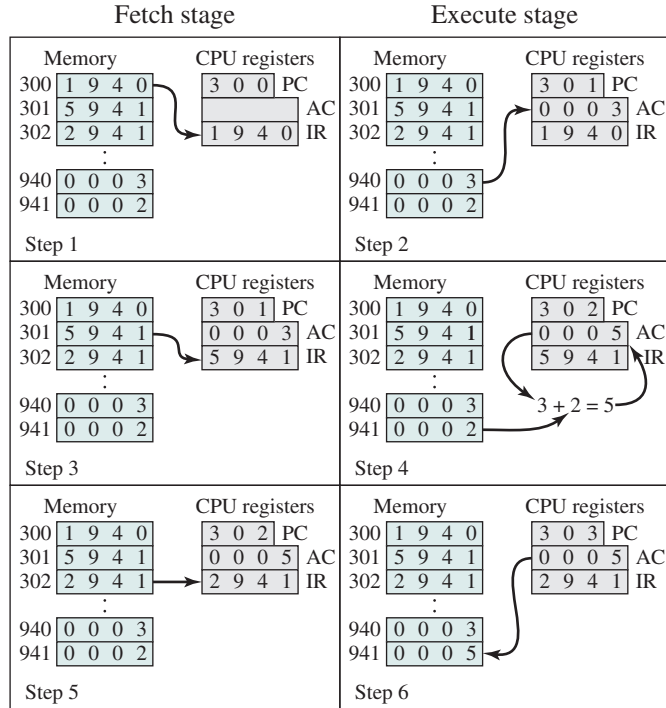 Fetch stage
Execute stage
Memory
CPU registers
300 1 9 4 0
3 0 0 PC
301 5 9 4 1
AC
302 2 9 4 1
1 9 4 0 IR
940 0 0 0 3
941 0 0 0 2
Step 1
Memory
CPU registers
300 1 9 4 0
3 0 1 PC
301 5 9 4 1
0 0 0 3 AC
302 2 9 4 1
1 9 4 0 IR
940 0 0 0 3
941 0 0 0 2
Step 2
Memory
CPU registers
300 1 9 4 0
3 0 1 PC
301 5 9 4 1
0 0 0 3 AC
302 2 9 4 1
5 9 4 1 IR
940 0 0 0 3
941 0 0 0 2
Step 3
Memory
CPU registers
300 1 9 4 0
3 0 2 PC
301 5 9 4 1
0 0 0 5 AC
302 2 9 4 1
5 9 4 1 IR
940 0 0 0 3
3 + 2 = 5
941 0 0 0 2
Step 4
Memory
CPU registers
300 1 9 4 0
3 0 2 PC
301 5 9 4 1
0 0 0 5 AC
302 2 9 4 1
2 9 4 1 IR
940 0 0 0 3
941 0 0 0 2
Step 5
Memory
CPU registers
300 1 9 4 0
3 0 3 PC
301 5 9 4 1
0 0 0 5 AC
302 2 9 4 1
2 9 4 1 IR
940 0 0 0 3
941 0 0 0 5
Step 6